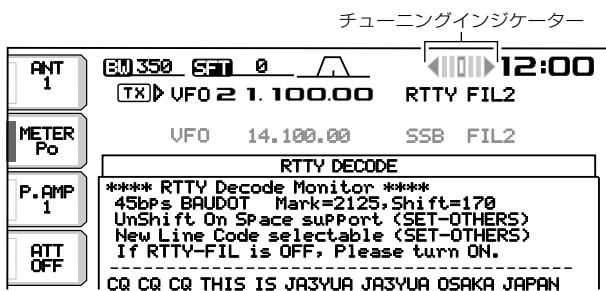 チューニングインジケーター
ANT 1 BW 350 SFT 0 12:00
TX VFO 21.100.00 RTTY FIL2
METER Po VFO 14.100.00 SSB FIL2
RTTY DECODE
P.AMP 1
**** RTTY Decode Monitor ****
45bps BAUDOT Mark=2125,Shift=170
UnShift On Space support (SET-OTHERS)
New Line Code selectable (SET-OTHERS)
ATT OFF
If RTTY-FIL is OFF, Please turn ON.
CQ CQ CQ THIS IS JA3YUA JA3YUA OSAKA JAPAN